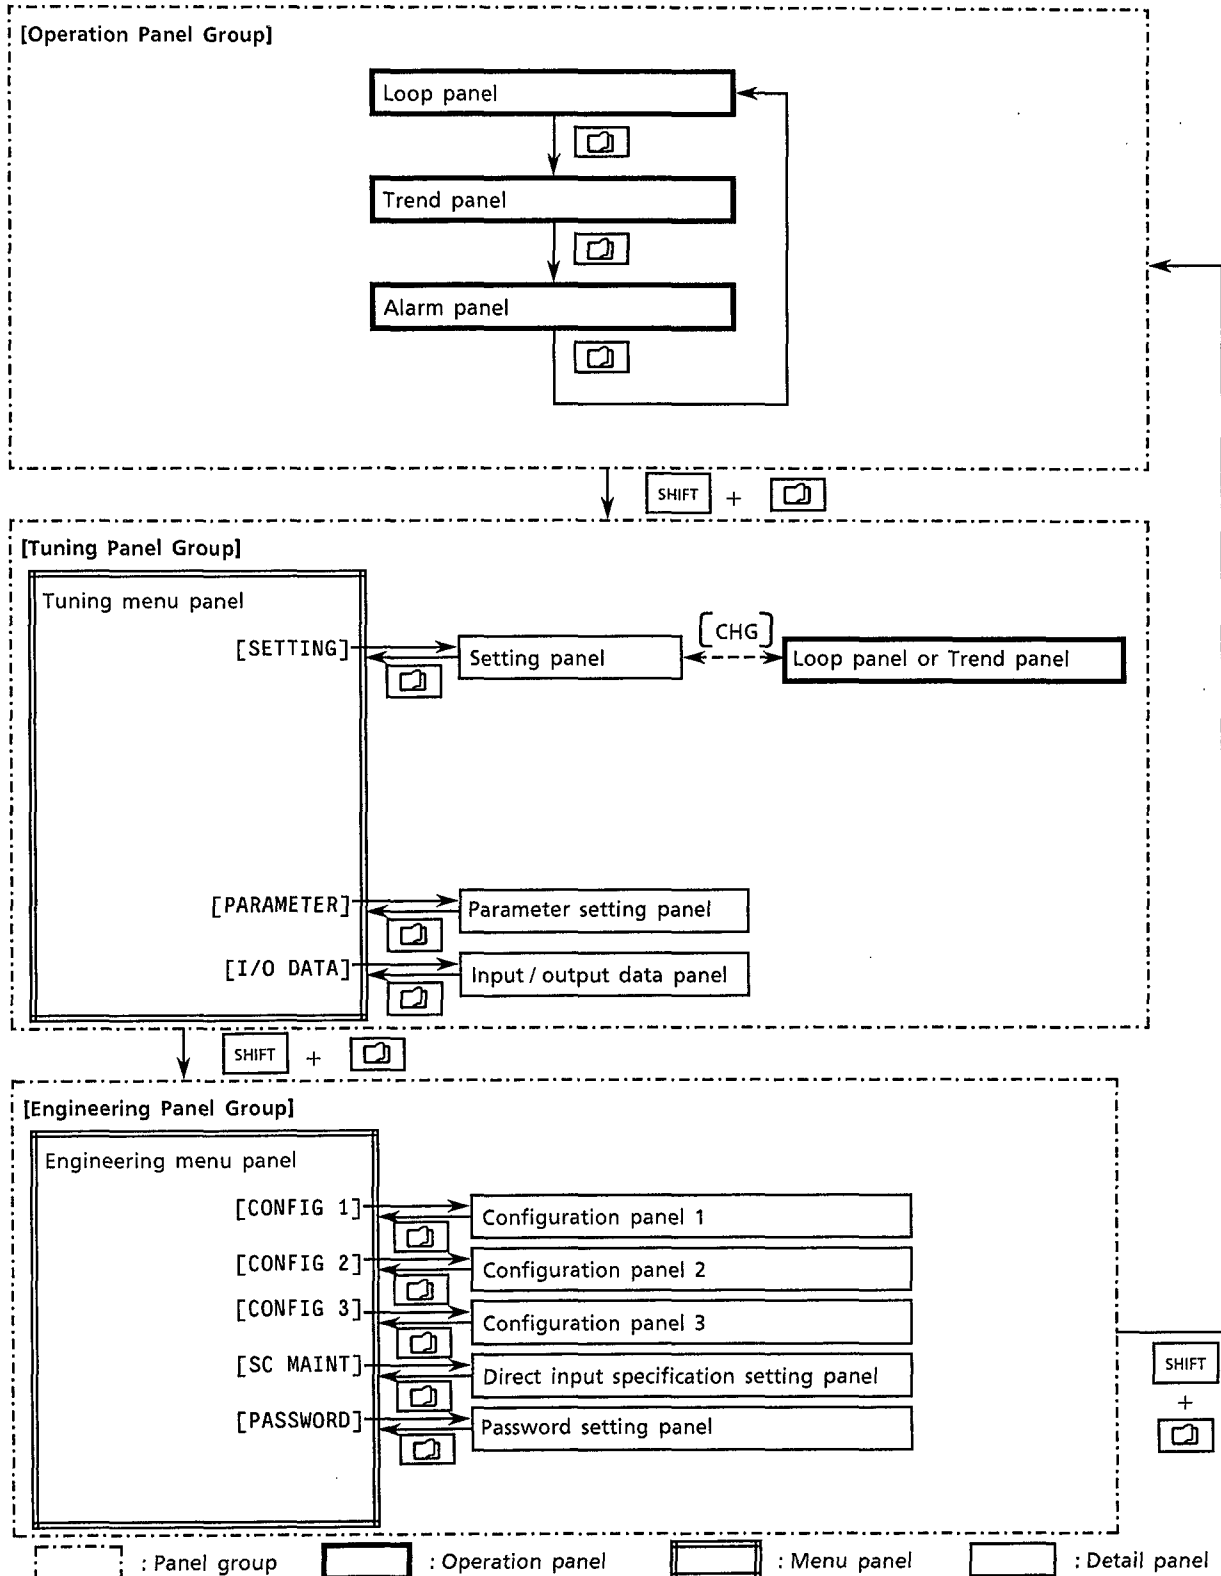 [Operation Panel Group]
Loop panel
Trend panel
Alarm panel
SHIFT +
[Tuning Panel Group]
Tuning menu panel
[SETTING]
Setting panel
[CHG]
Loop panel or Trend panel
[PARAMETER]
Parameter setting panel
[I/O DATA]
Input / output data panel
SHIFT +
[Engineering Panel Group]
Engineering menu panel
[CONFIG 1]
Configuration panel 1
[CONFIG 2]
Configuration panel 2
[CONFIG 3]
Configuration panel 3
[SC MAINT]
Direct input specification setting panel
[PASSWORD]
Password setting panel
SHIFT
+
: Panel group
: Operation panel
: Menu panel
: Detail panel